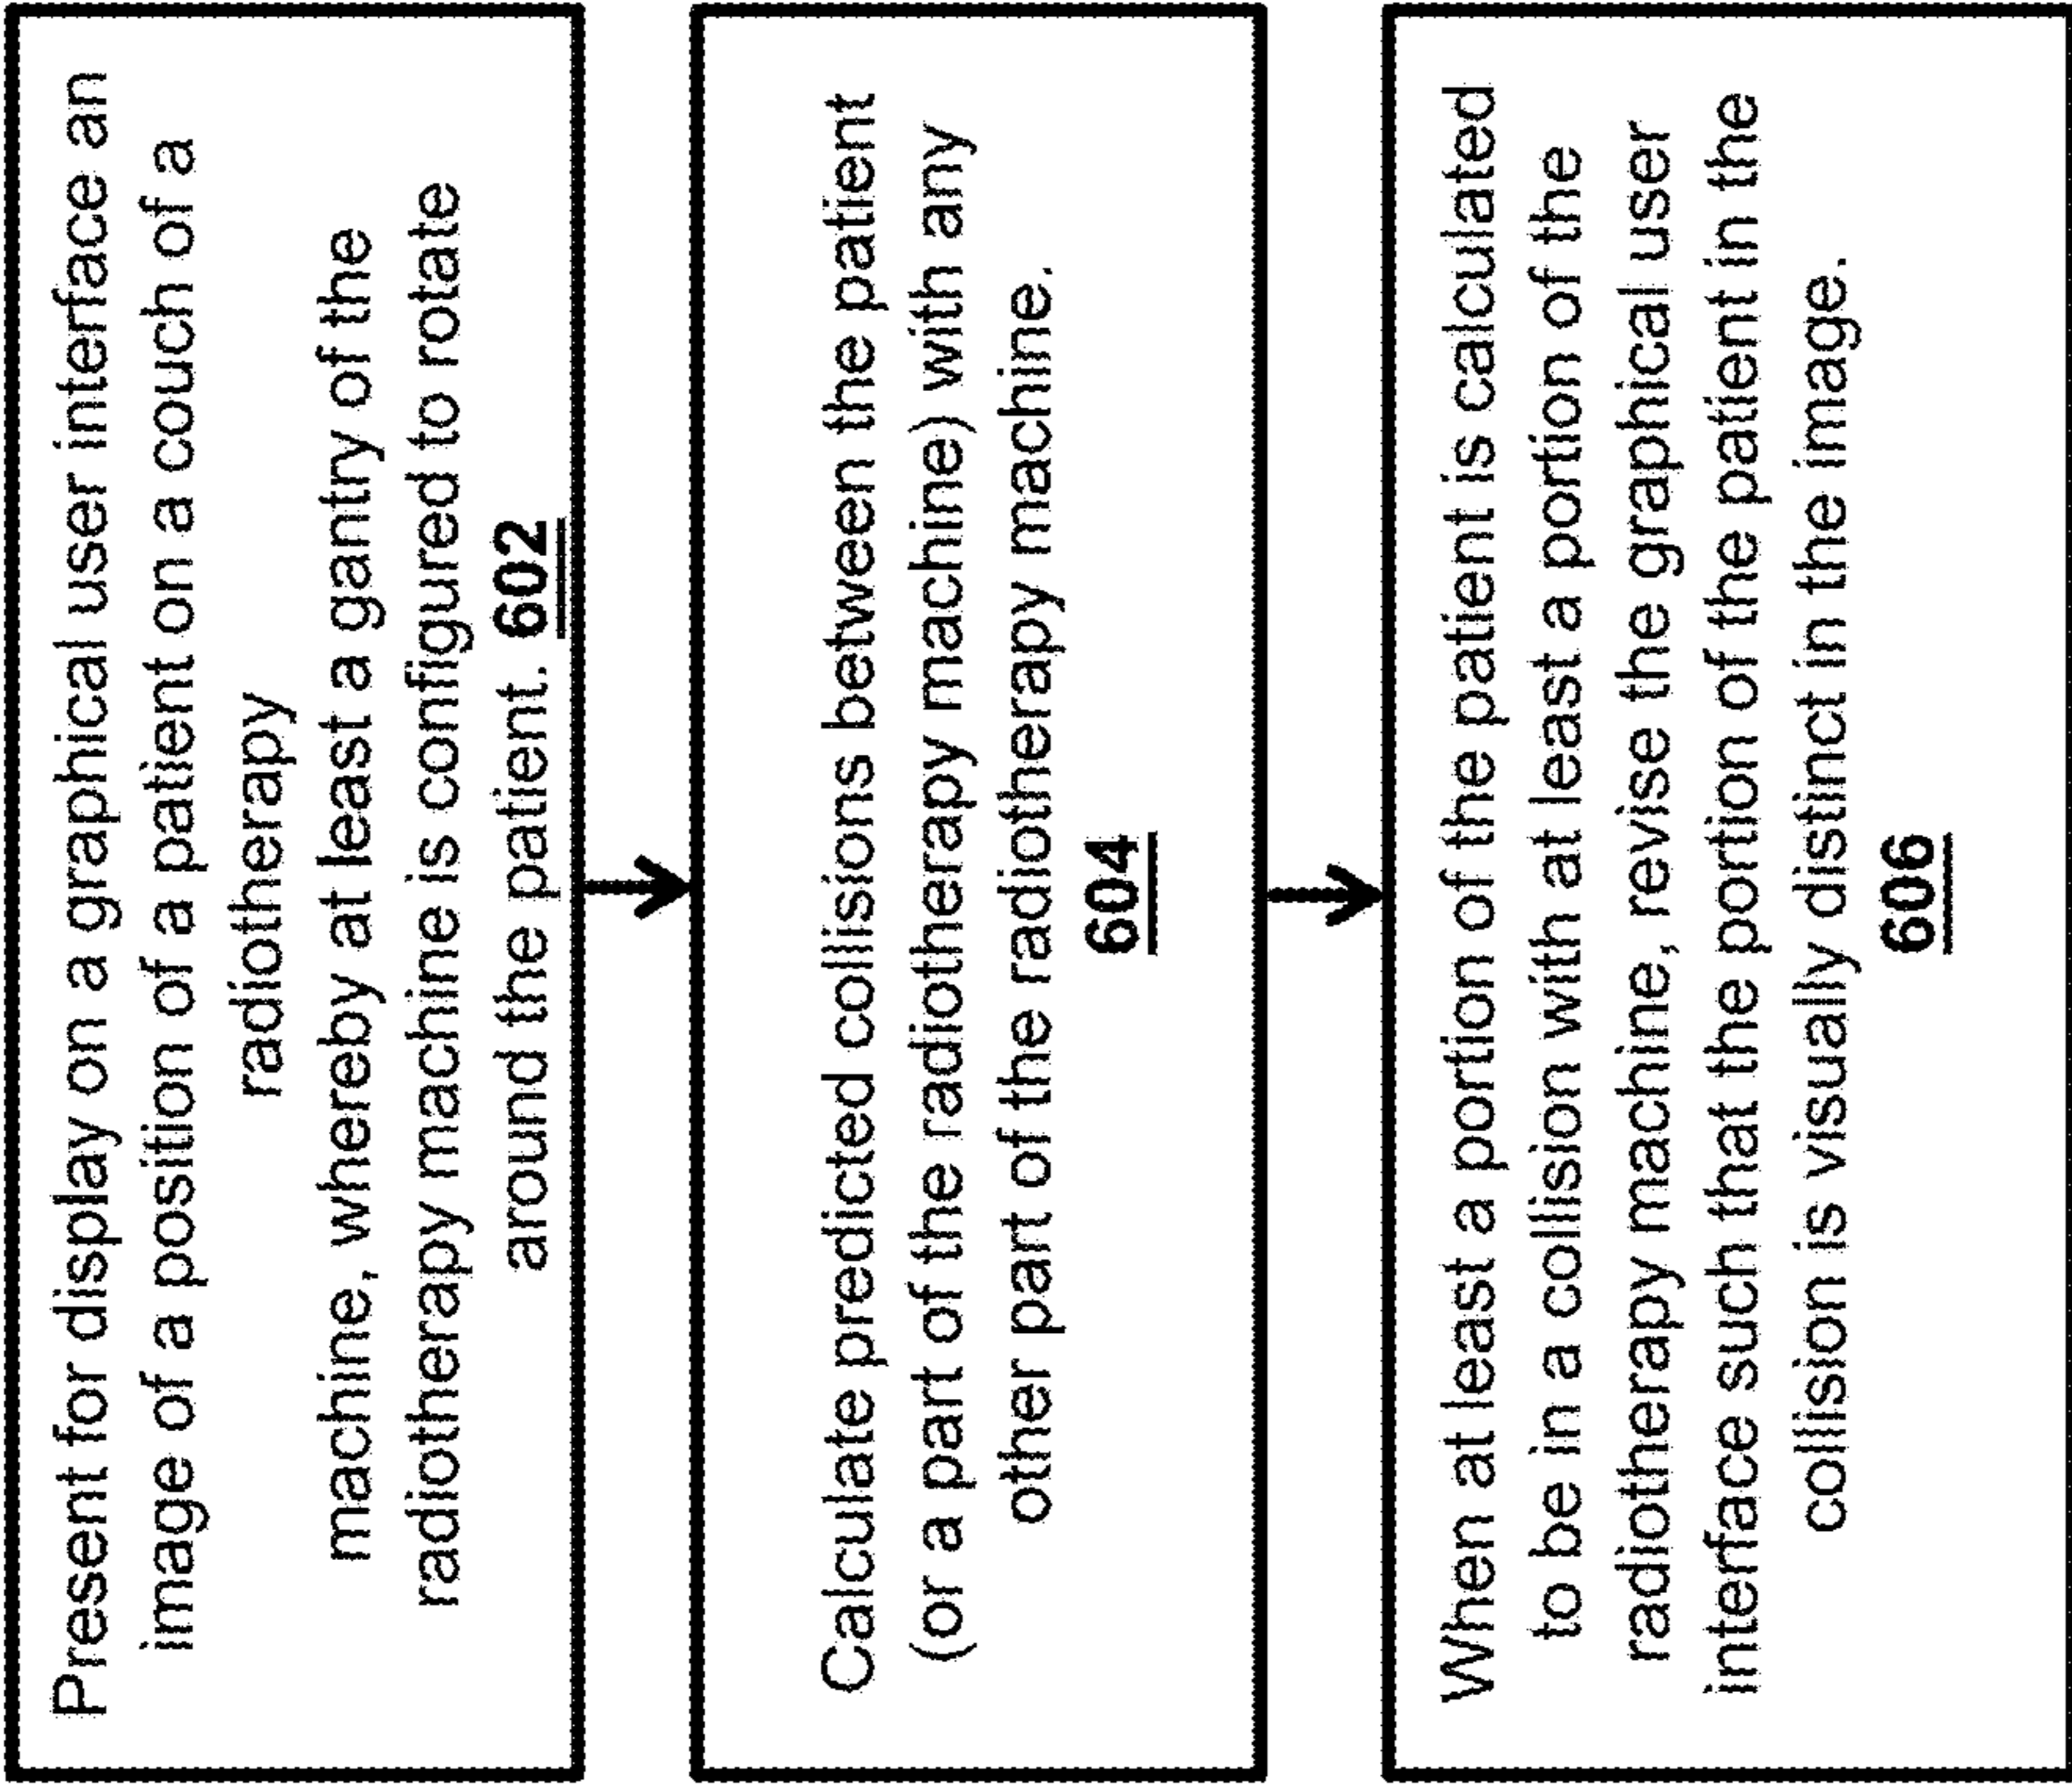 Present for display on a graphical user interface an
image of a position of a patient on a couch of a
radiotherapy
machine, whereby at least a gantry of the
radiotherapy machine is configured to rotate
around the patient. 602
Calculate predicted collisions between the patient
(or a part of the radiotherapy machine) with any
other part of the radiotherapy machine.
604
When at least a portion of the patient is calculated
to be in a collision with at least a portion of the
radiotherapy machine, revise the graphical user
interface such that the portion of the patient in the
collision is visually distinct in the image.
606